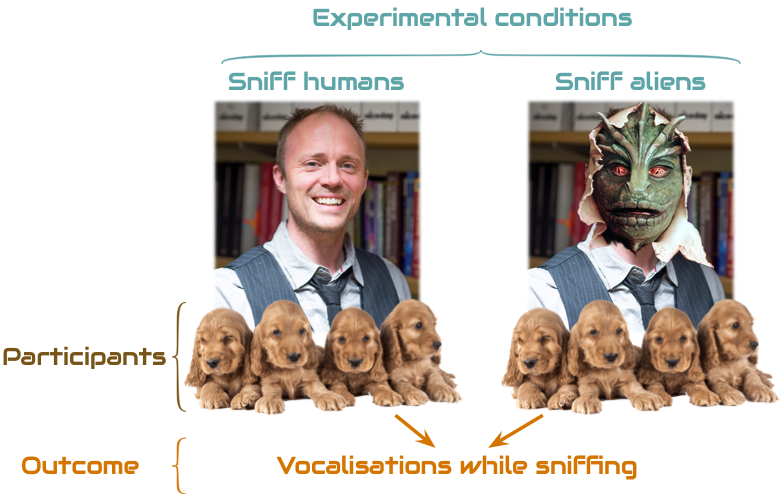 Experimental conditions
Sniff humans
Sniff aliens
Participants
Outcome
Vocalisations while sniffing